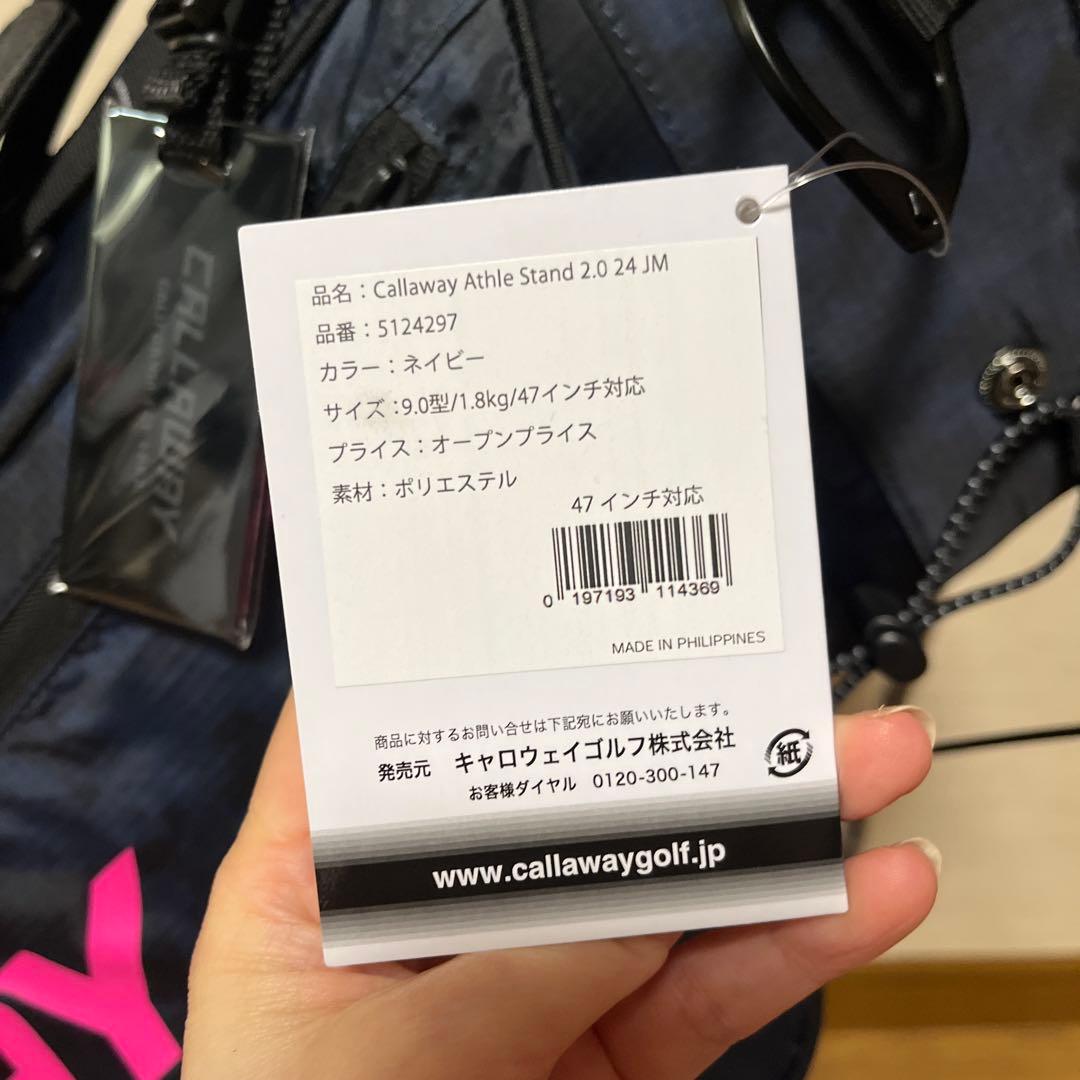 CALLAWAY
品名：Callaway Athle Stand 2.0 24 JM
品番：5124297
カラー：ネイビー
サイズ：9.0型/1.8kg/47インチ対応
プライス：オープンプライス
素材：ポリエステル
47 インチ対応
0 197193 114369
MADE IN PHILIPPINES
商品に対するお問い合せは下記宛にお願いいたします。
発売元 キャロウェイゴルフ株式会社
お客様ダイヤル 0120-300-147
紙
www.callawaygolf.jp
AY